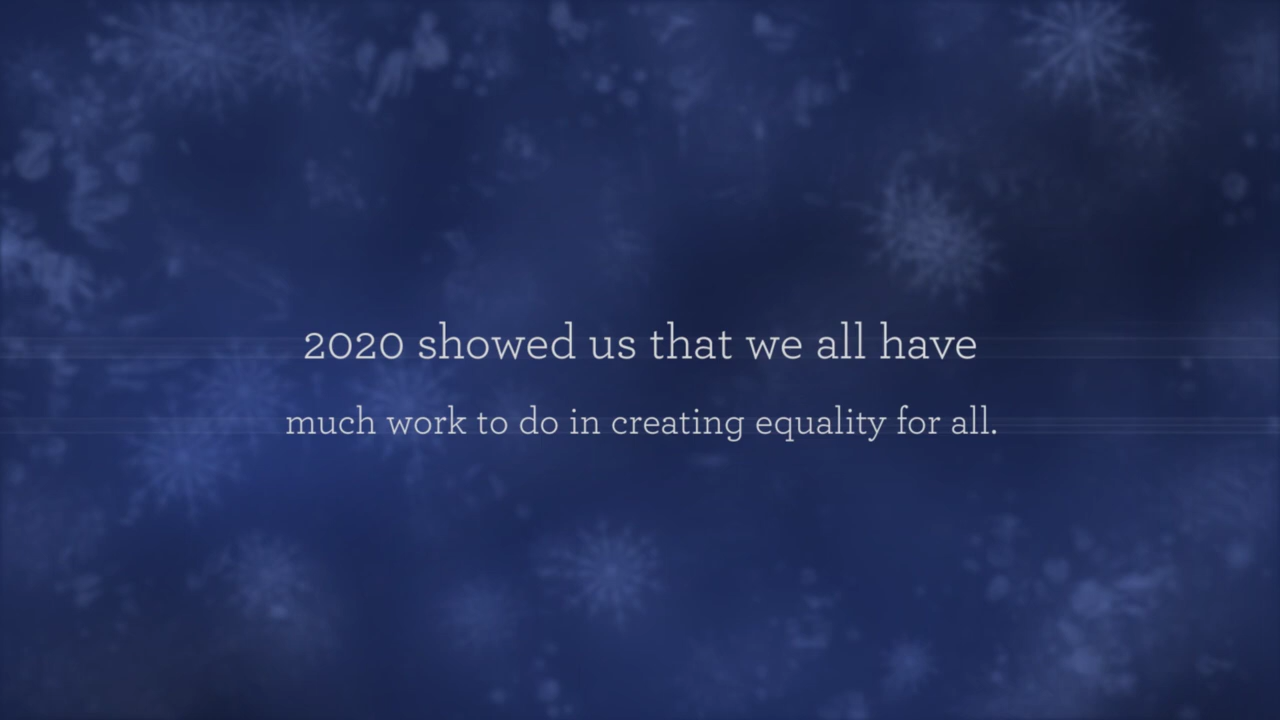 2020 showed us that we all have
much work to do in creating equality for all.